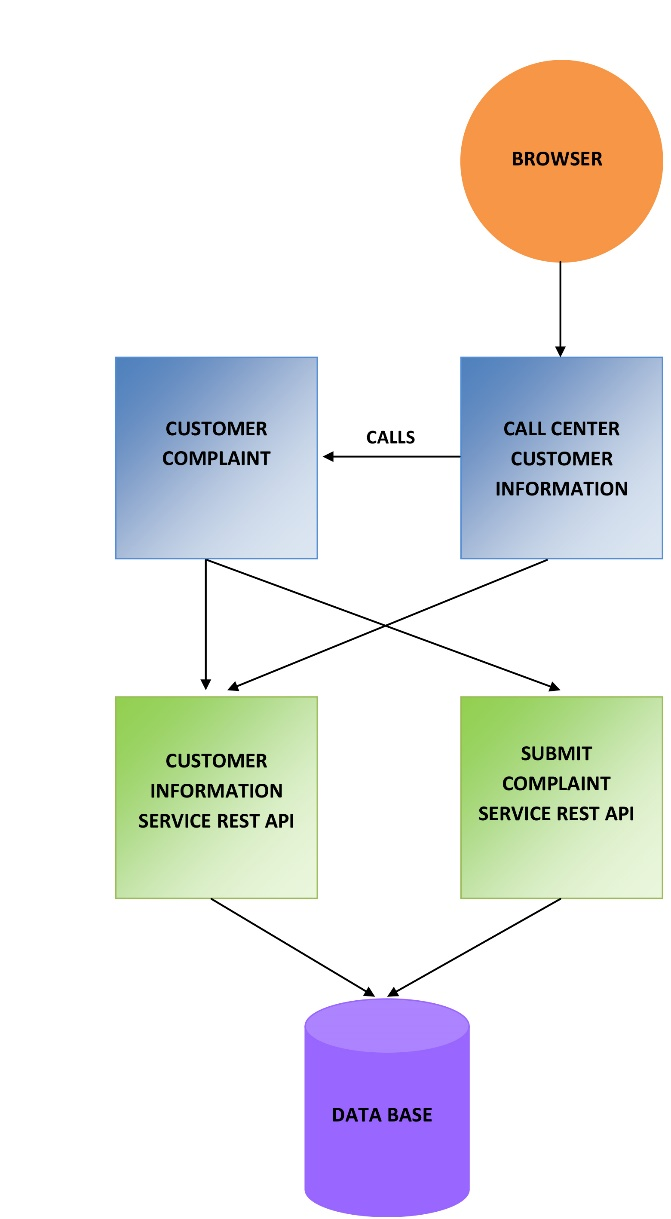 BROWSER
CUSTOMER
COMPLAINT
CALLS
CALL CENTER
CUSTOMER
INFORMATION
CUSTOMER
INFORMATION
SERVICE REST API
SUBMIT
COMPLAINT
SERVICE REST API
DATA BASE